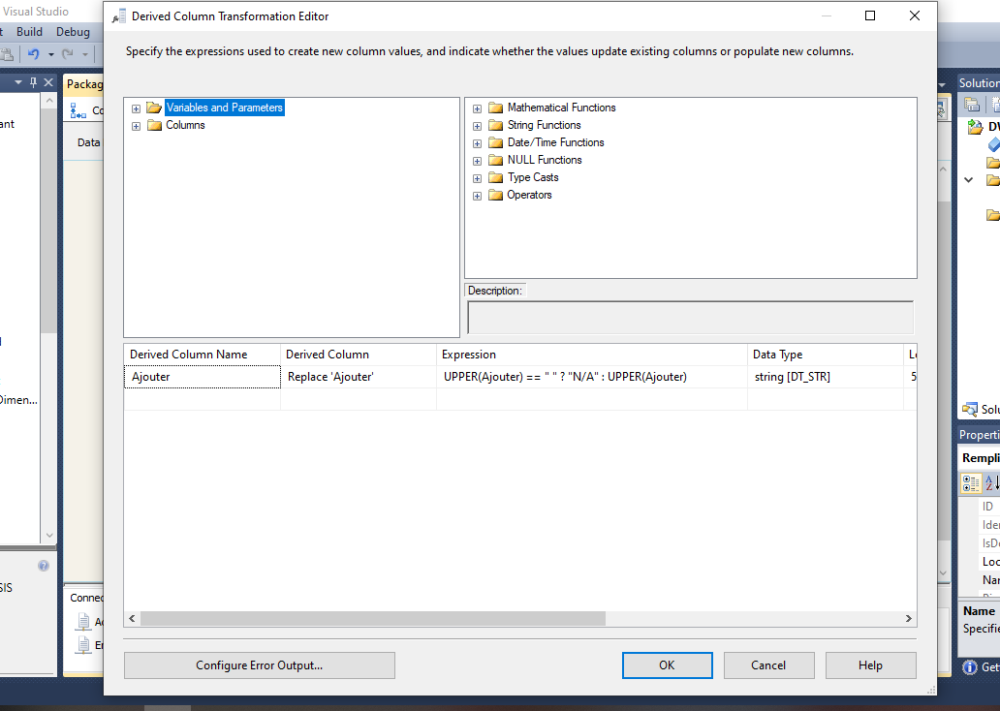 Visual Studio
Derived Column Transformation Editor
Build Debug
Specify the expressions used to create new column values, and indicate whether the values update existing columns or populate new columns.
Packag
Solution
Variables and Parameters
Columns
Mathematical Functions
String Functions
Date/Time Functions
NULL Functions
Type Casts
Operators
ant
Co
Data
Description:
Derived Column Name Derived Column Expression Data Type Le
Ajouter Replace 'Ajouter' UPPER(Ajouter) == " " ? "N/A" : UPPER(Ajouter) string [DT_STR] 5
Dimen...
Solu
Properti
Rempli
ID
Iden
IsDe
Loc
Nar
SIS
Connec
Ac
Er
Name
Specifie
Get
Configure Error Output... OK Cancel Help